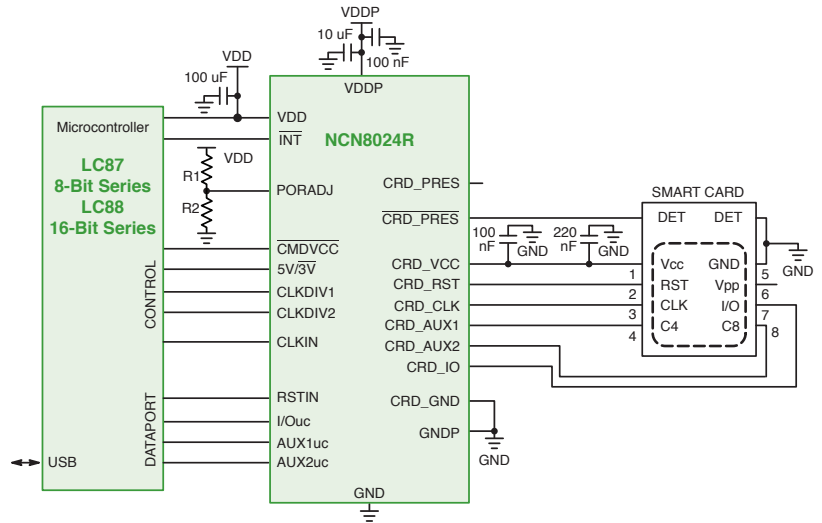 VDDP
10 uF
100 nF
VDD
100 uF
VDDP
Microcontroller
LC87
8-Bit Series
LC88
16-Bit Series
CONTROL
DATAPORT
USB
VDD
R1
R2
NCN8024R
VDD
INT
PORADJ
CMDVCC
5V/3V
CLKDIV1
CLKDIV2
CLKIN
RSTIN
I/Ouc
AUX1uc
AUX2uc
GND
CRD_PRES
CRD_PRES
CRD_VCC
CRD_RST
CRD_CLK
CRD_AUX1
CRD_AUX2
CRD_IO
CRD_GND
GNDP
GND
100
nF
GND
220
nF
GND
SMART CARD
DET DET
Vcc GND
RST Vpp
CLK I/O
C4 C8
1
2
3
4
5
6
7
8
GND